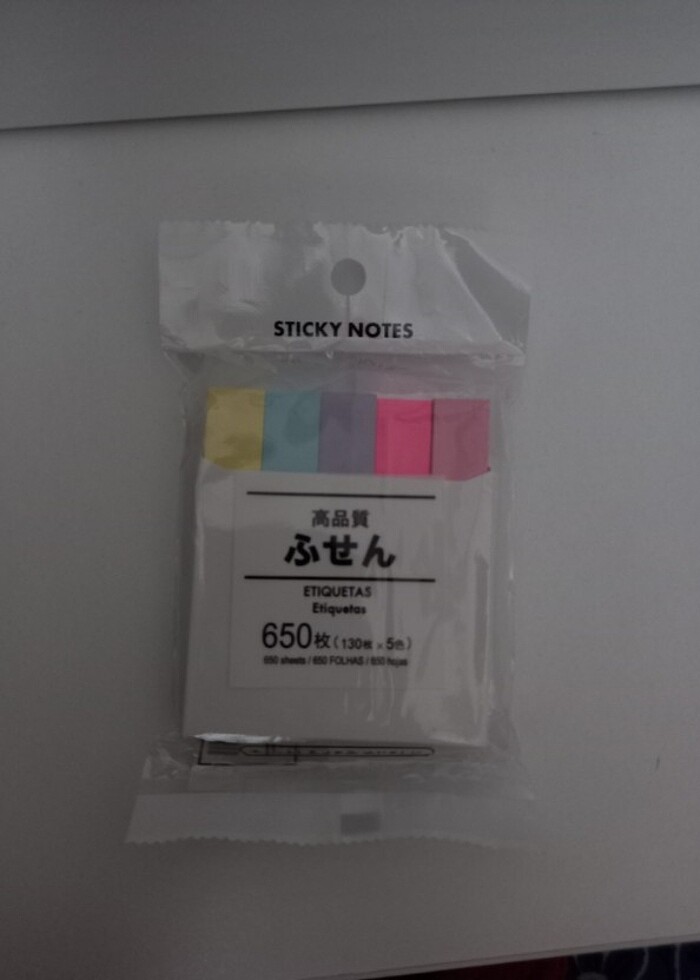 STICKY NOTES
高品質
ふせん
ETIQUETAS
Etiquetas
650枚(130枚×5色)
650 sheets / 650 FOLHAS / 650 hojas